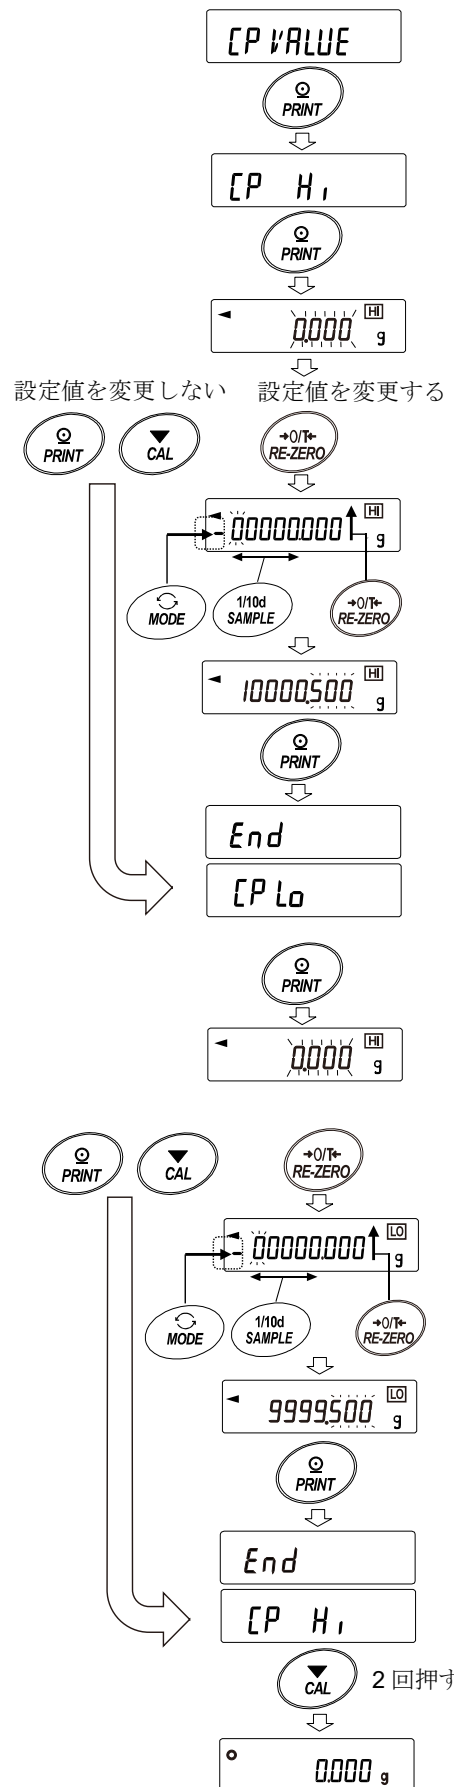 CP VALUE
PRINT
CP Hi
PRINT
0.000 HI g
設定値を変更しない 設定値を変更する
PRINT CAL →0/T← RE-ZERO
-00000.000 HI g
MODE 1/10d SAMPLE →0/T← RE-ZERO
10000.500 HI g
PRINT
End
CP Lo
PRINT
0.000 HI g
PRINT CAL →0/T← RE-ZERO
-00000.000 LO g
MODE 1/10d SAMPLE →0/T← RE-ZERO
9999.500 LO g
PRINT
End
CP Hi
CAL 2回押す
0.000 g